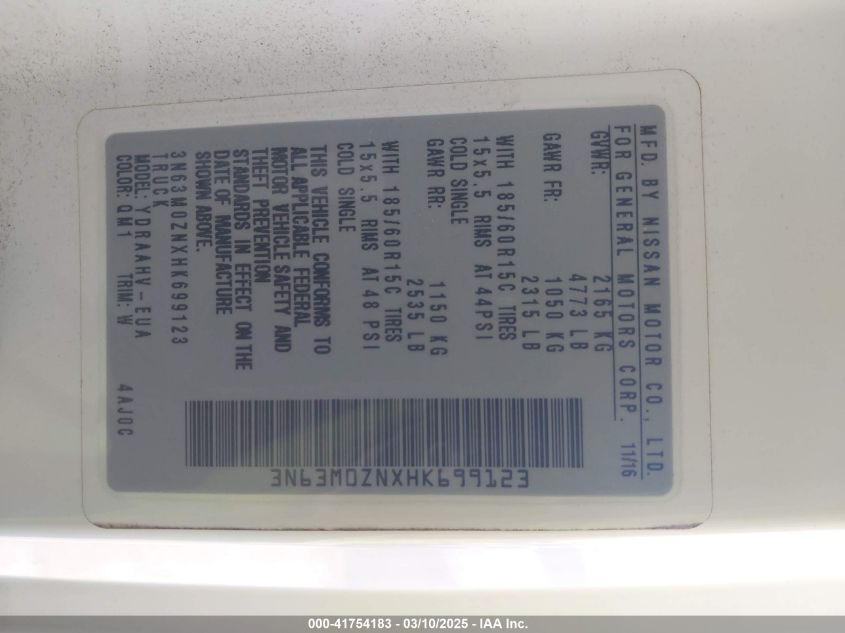 MFD. BY NISSAN MOTOR CO., LTD.
FOR GENERAL MOTORS CORP. 11/16
GVWR: 2165 KG
4773 LB
GAWR FR: 1050 KG
2315 LB
WITH 185/60R15C TIRES
15x5.5 RIMS AT 44PSI
COLD SINGLE
GAWR RR: 1150 KG
2535 LB
WITH 185/60R15C TIRES
15x5.5 RIMS AT 48 PSI
COLD SINGLE
THIS VEHICLE CONFORMS TO
ALL APPLICABLE FEDERAL
MOTOR VEHICLE SAFETY AND
THEFT PREVENTION
STANDARDS IN EFFECT ON THE
DATE OF MANUFACTURE
SHOWN ABOVE.
3N63M0ZNXHK699123
TRUCK
MODEL: YDRAAHV-EUA
COLOR: QM1 TRIM: W 4AJ0C
3N63M0ZNXHK699123
000-41754183 - 03/10/2025 - IAA Inc.